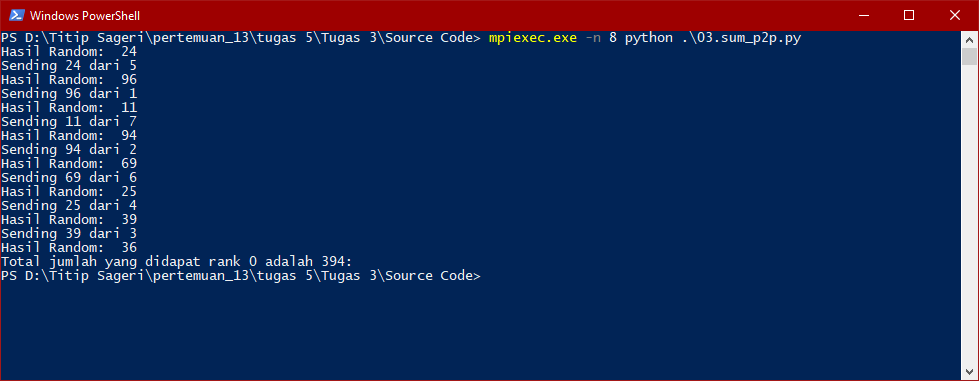 Windows PowerShell
PS D:\Titip Sageri\pertemuan_13\tugas 5\Tugas 3\Source Code> mpiexec.exe -n 8 python .\03.sum_p2p.py
Hasil Random:  24
Sending 24 dari 5
Hasil Random:  96
Sending 96 dari 1
Hasil Random:  11
Sending 11 dari 7
Hasil Random:  94
Sending 94 dari 2
Hasil Random:  69
Sending 69 dari 6
Hasil Random:  25
Sending 25 dari 4
Hasil Random:  39
Sending 39 dari 3
Hasil Random:  36
Total jumlah yang didapat rank 0 adalah 394:
PS D:\Titip Sageri\pertemuan_13\tugas 5\Tugas 3\Source Code>